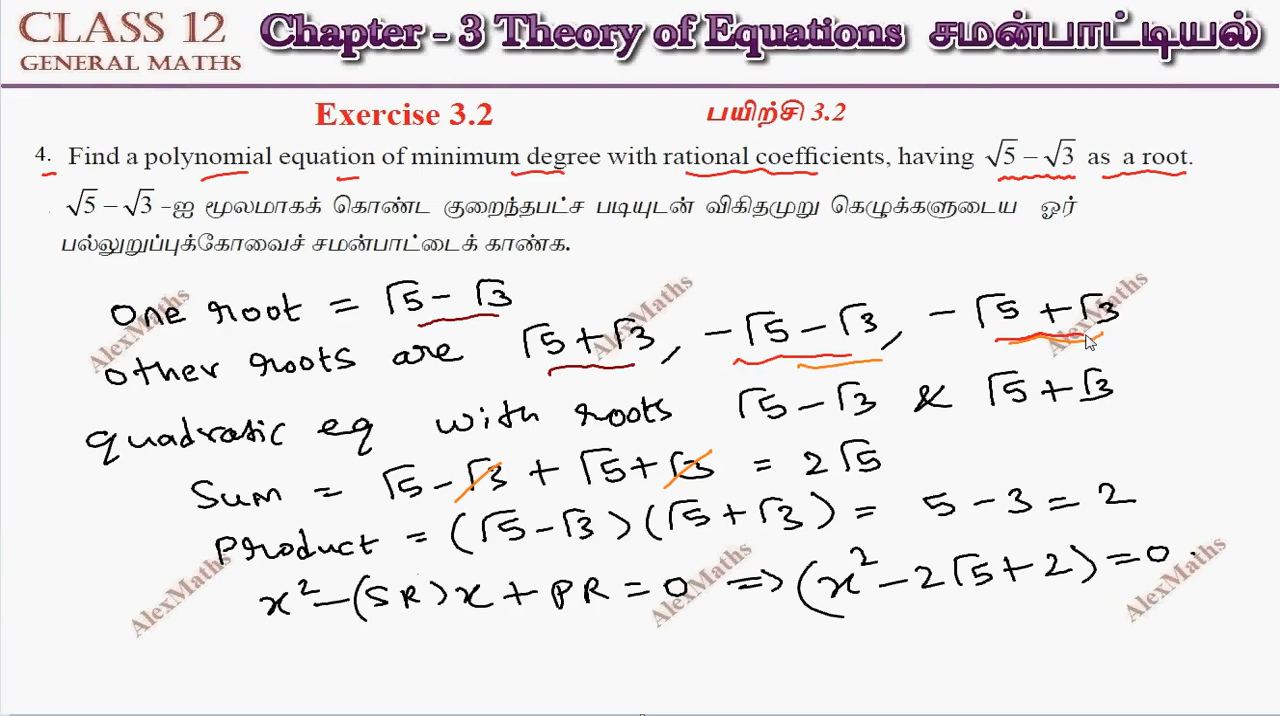 CLASS 12
GENERAL MATHS
Chapter - 3 Theory of Equations சமன்பாட்டியல்
Exercise 3.2 பயிற்சி 3.2
4. Find a polynomial equation of minimum degree with rational coefficients, having √5 − √3 as a root.
√5 − √3 -ஐ மூலமாகக் கொண்ட குறைந்தபட்ச படியுடன் விகிதமுறு கெழுக்களுடைய ஓர்
பல்லுறுப்புக்கோவைச் சமன்பாட்டைக் காண்க.
One root = √5 − √3
other roots are √5 + √3, −√5 − √3, −√5 + √3
quadratic eq with roots √5 − √3 & √5 + √3
Sum = √5 − √3 + √5 + √3 = 2√5
Product = (√5 − √3)(√5 + √3) = 5 − 3 = 2
x² − (SR)x + PR = 0 ⇒ (x² − 2√5 + 2) = 0
AlexMaths
AlexMaths
AlexMaths
AlexMaths
AlexMaths
AlexMaths